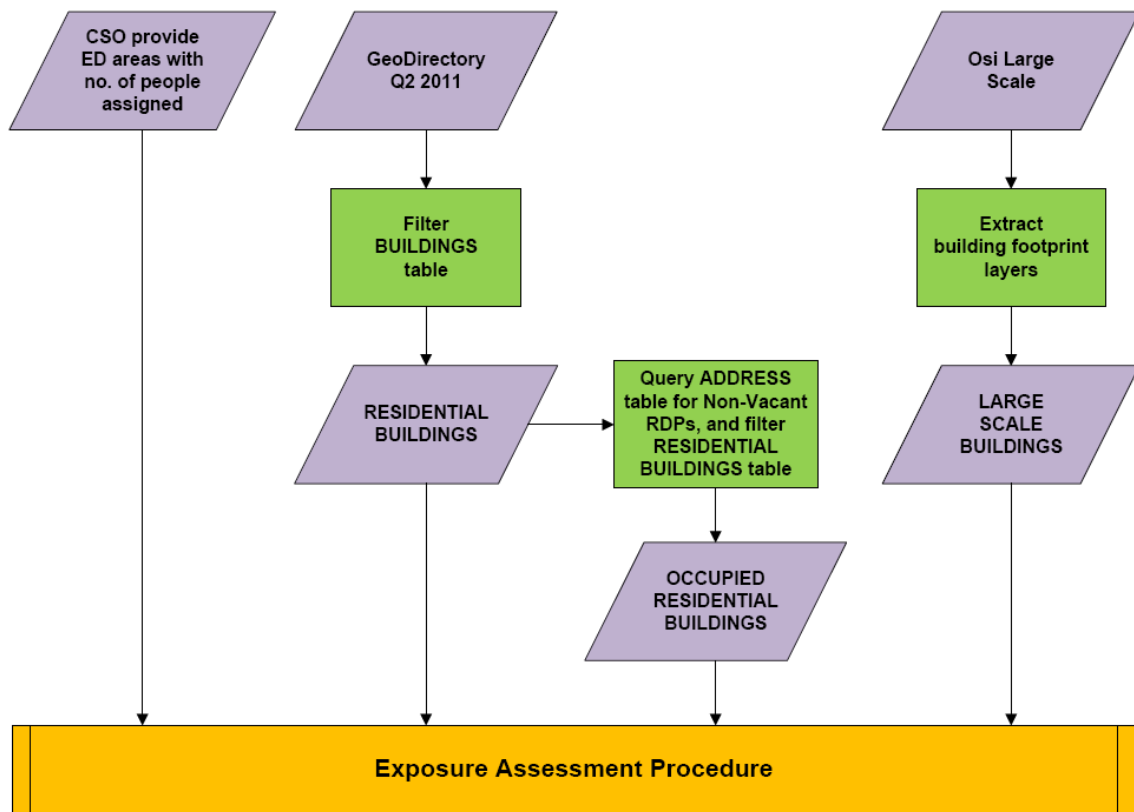 CSO provide
ED areas with
no. of people
assigned
GeoDirectory
Q2 2011
Osi Large
Scale
Filter
BUILDINGS
table
Extract
building footprint
layers
RESIDENTIAL
BUILDINGS
Query ADDRESS
table for Non-Vacant
RDPs, and filter
RESIDENTIAL
BUILDINGS table
LARGE
SCALE
BUILDINGS
OCCUPIED
RESIDENTIAL
BUILDINGS
Exposure Assessment Procedure